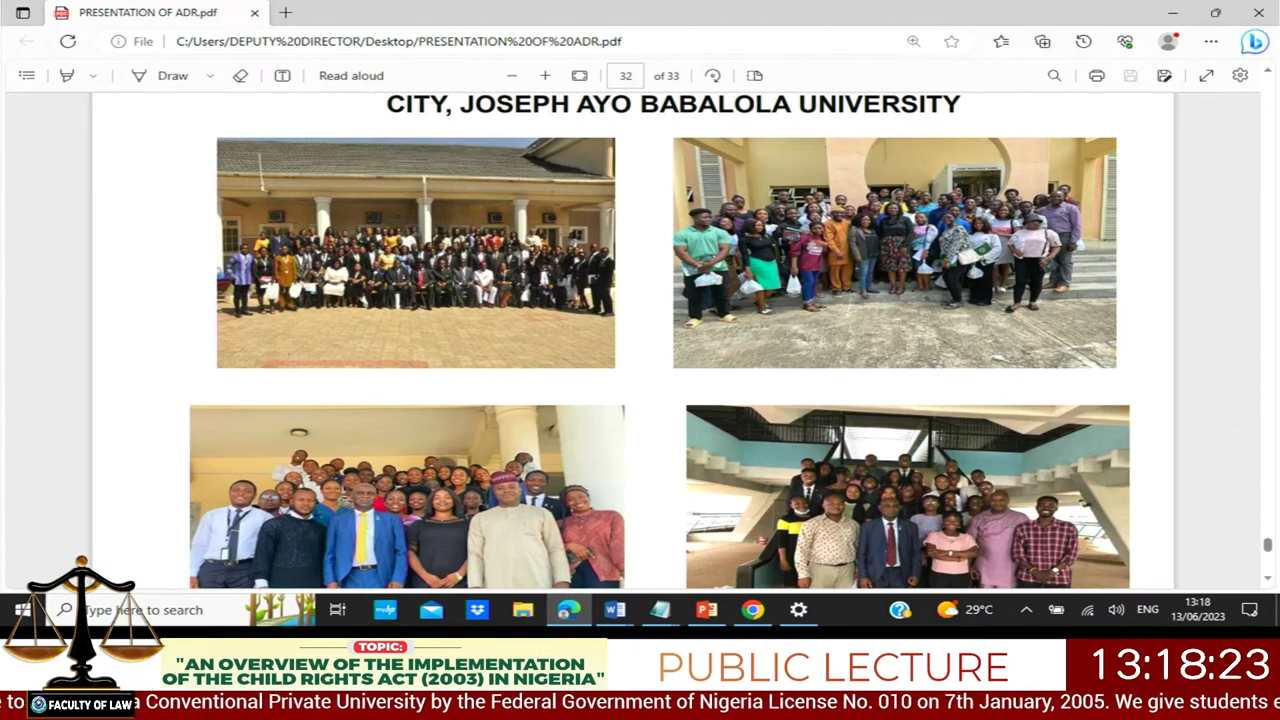 PRESENTATION OF ADR.pdf
File
C:/Users/DEPUTY%20DIRECTOR/Desktop/PRESENTATION%20OF%20ADR.pdf
Draw
Read aloud
32
of 33
CITY, JOSEPH AYO BABALOLA UNIVERSITY
Type here to search
29°C
ENG
13:18
13/06/2023
TOPIC:
"AN OVERVIEW OF THE IMPLEMENTATION
OF THE CHILD RIGHTS ACT (2003) IN NIGERIA"
PUBLIC LECTURE
13:18:23
FACULTY OF LAW
e to
a Conventional Private University by the Federal Government of Nigeria License No. 010 on 7th January, 2005. We give students e